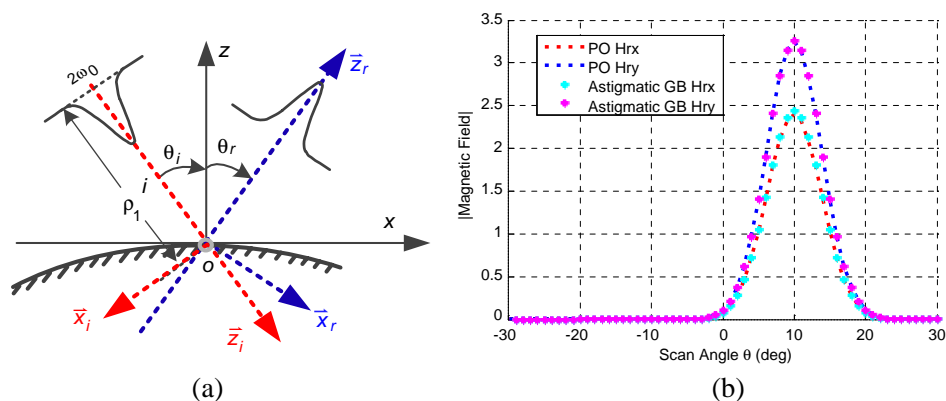 2ω0
z
z⃗r
θi
θr
i
ρ1
x
o
x⃗i
z⃗i
x⃗r
(a)
3.5
3
2.5
2
1.5
1
0.5
0
|Magnetic Field|
PO Hrx
PO Hry
Astigmatic GB Hrx
Astigmatic GB Hry
-30
-20
-10
0
10
20
30
Scan Angle θ (deg)
(b)